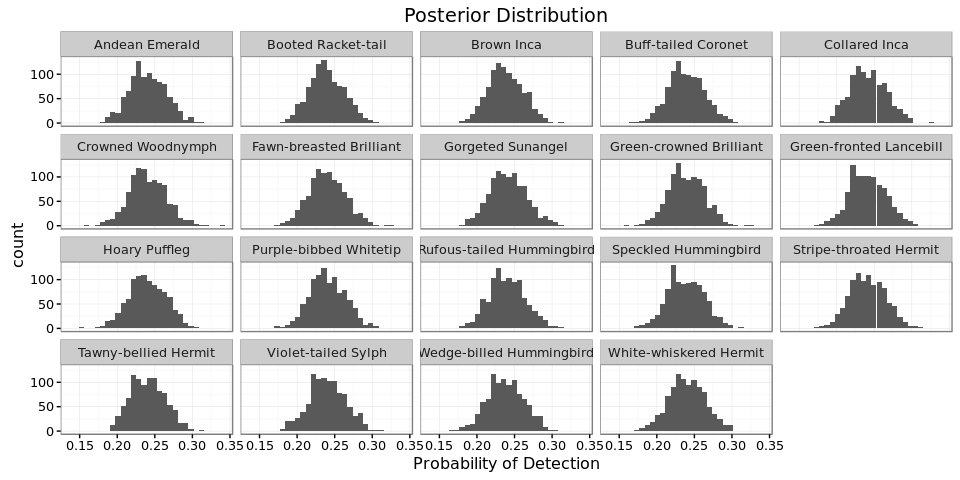 Posterior Distribution
Andean Emerald
Booted Racket-tail
Brown Inca
Buff-tailed Coronet
Collared Inca
100
50
0
Crowned Woodnymph
Fawn-breasted Brilliant
Gorgeted Sunangel
Green-crowned Brilliant
Green-fronted Lancebill
100
50
0
count
Hoary Puffleg
Purple-bibbed Whitetip
Rufous-tailed Hummingbird
Speckled Hummingbird
Stripe-throated Hermit
100
50
0
Tawny-bellied Hermit
Violet-tailed Sylph
Wedge-billed Hummingbird
White-whiskered Hermit
100
50
0
0.15 0.20 0.25 0.30 0.35
0.15 0.20 0.25 0.30 0.35
0.15 0.20 0.25 0.30 0.35
0.15 0.20 0.25 0.30 0.35
Probability of Detection